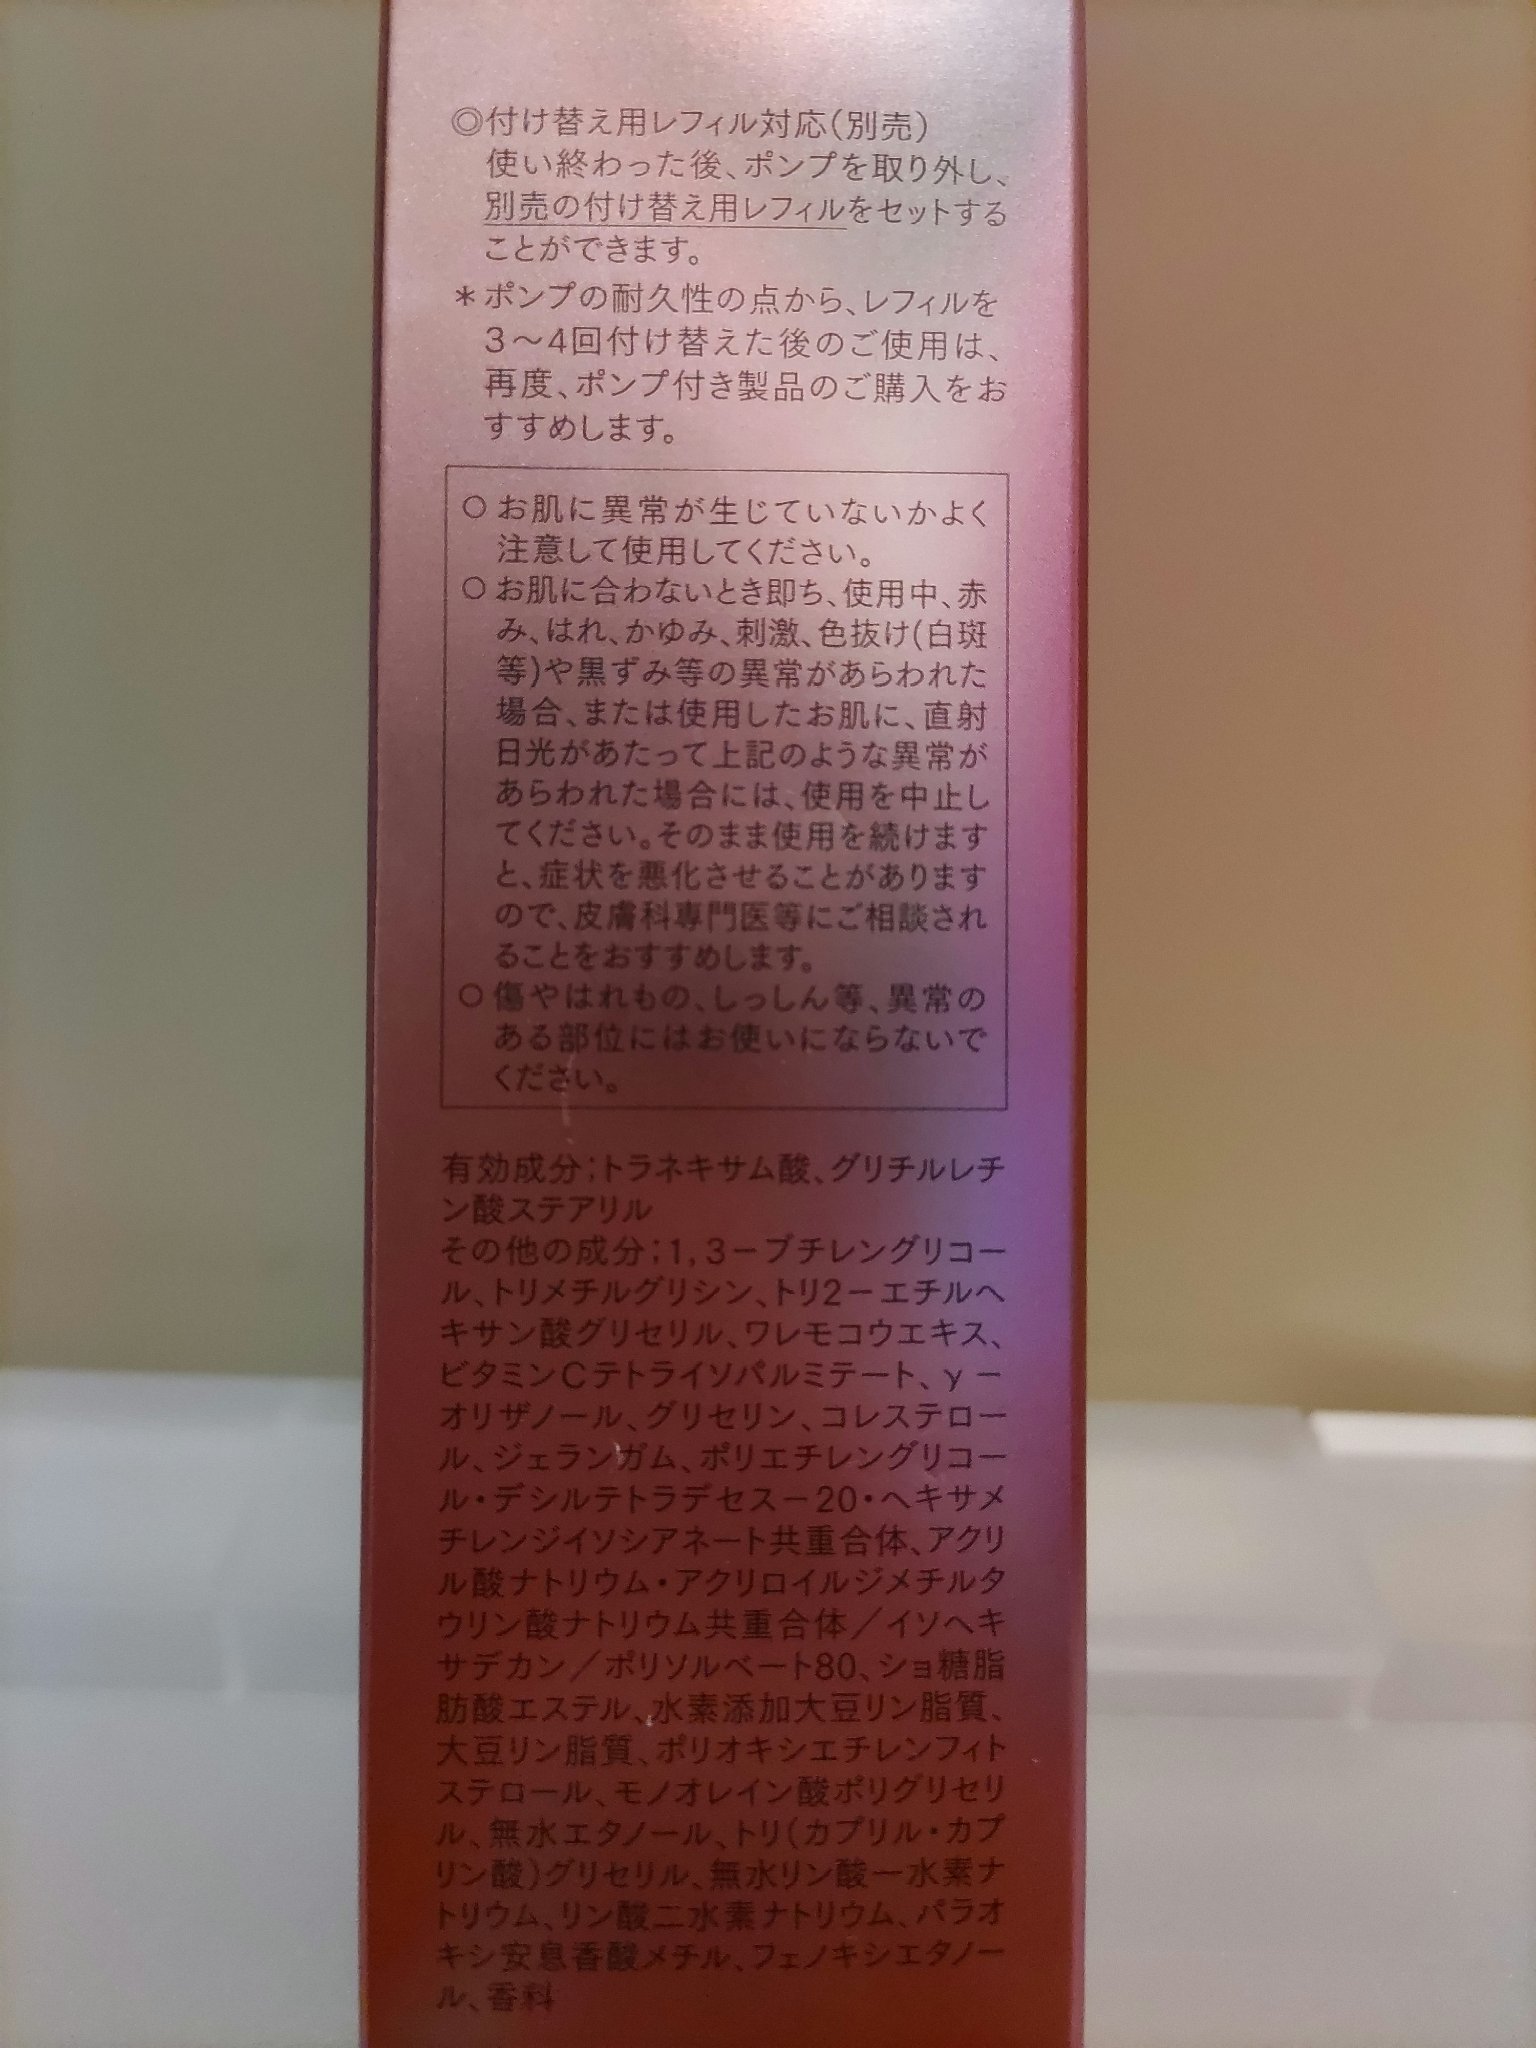 ◎付け替え用レフィル対応(別売)
使い終わった後、ポンプを取り外し、
別売の付け替え用レフィルをセットする
ことができます。
*ポンプの耐久性の点から、レフィルを
3〜4回付け替えた後のご使用は、
再度、ポンプ付き製品のご購入をお
すすめします。
○お肌に異常が生じていないかよく
注意して使用してください。
○お肌に合わないとき即ち、使用中、赤
み、はれ、かゆみ、刺激、色抜け(白斑
等)や黒ずみ等の異常があらわれた
場合、または使用したお肌に、直射
日光があたって上記のような異常が
あらわれた場合には、使用を中止し
てください。そのまま使用を続けます
と、症状を悪化させることがあります
ので、皮膚科専門医等にご相談され
ることをおすすめします。
○傷やはれもの、しっしん等、異常の
ある部位にはお使いにならないで
ください。
有効成分;トラネキサム酸、グリチルレチ
ン酸ステアリル
その他の成分;1,3−ブチレングリコー
ル、トリメチルグリシン、トリ2−エチルヘ
キサン酸グリセリル、ワレモコウエキス、
ビタミンCテトライソパルミテート、γ−
オリザノール、グリセリン、コレステロー
ル、ジェランガム、ポリエチレングリコー
ル・デシルテトラデセス−20・ヘキサメ
チレンジイソシアネート共重合体、アクリ
ル酸ナトリウム・アクリロイルジメチルタ
ウリン酸ナトリウム共重合体/イソヘキ
サデカン/ポリソルベート80、ショ糖脂
肪酸エステル、水素添加大豆リン脂質、
大豆リン脂質、ポリオキシエチレンフィト
ステロール、モノオレイン酸ポリグリセリ
ル、無水エタノール、トリ(カプリル・カプ
リン酸)グリセリル、無水リン酸一水素ナ
トリウム、リン酸二水素ナトリウム、パラオ
キシ安息香酸メチル、フェノキシエタノー
ル、香料